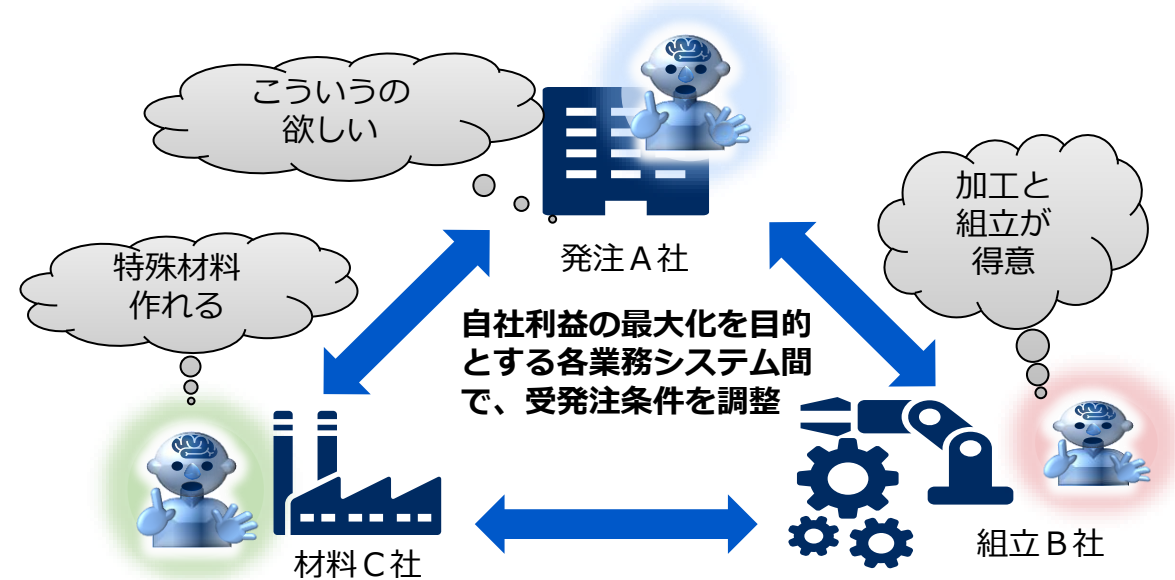 こういうの
欲しい
発注Ａ社
加工と
組立が
得意
特殊材料
作れる
自社利益の最大化を目的
とする各業務システム間
で、受発注条件を調整
材料Ｃ社
組立Ｂ社